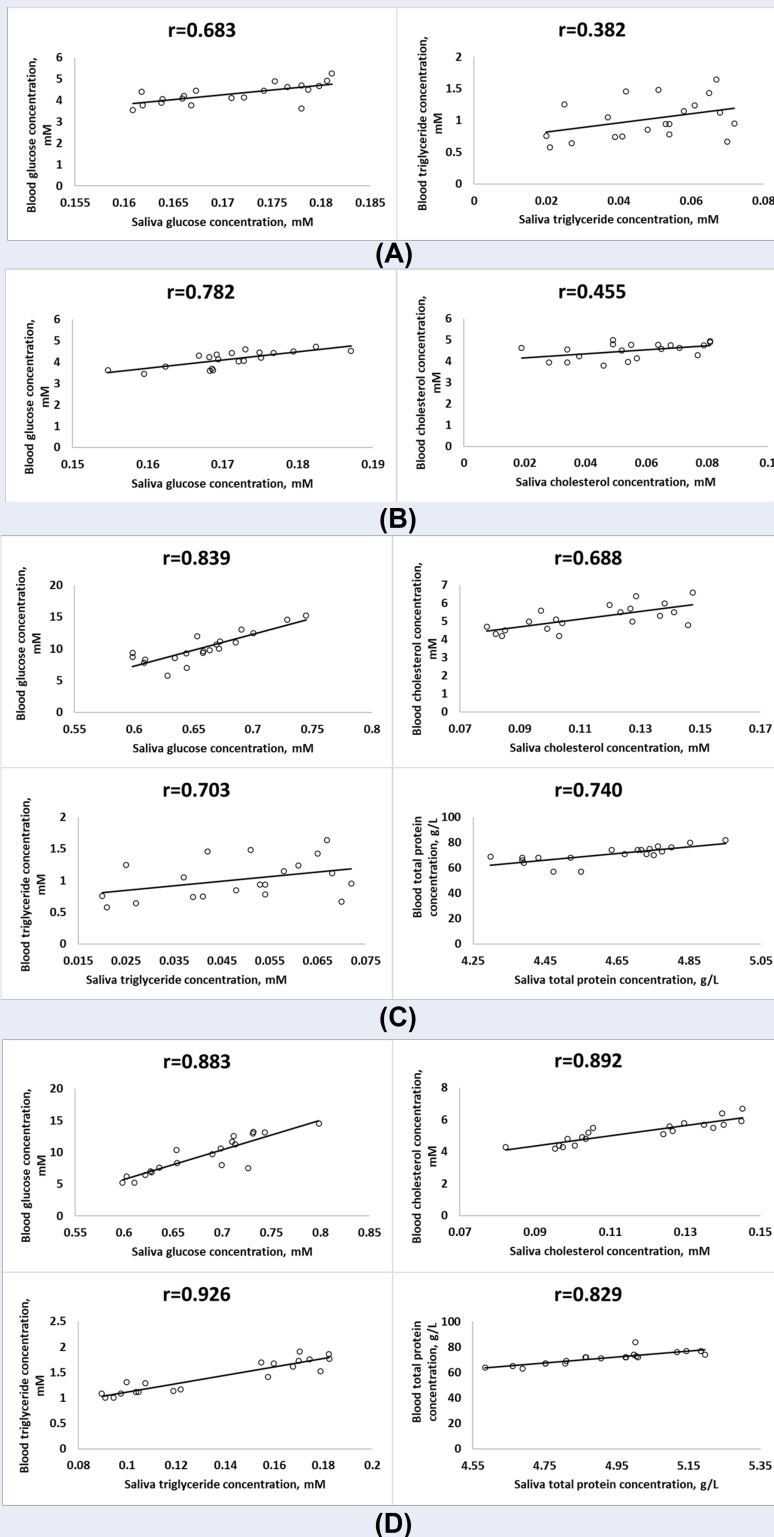 r=0.683
Blood glucose concentration,
mM
6
5
4
3
2
1
0
0.155
0.16
0.165
0.17
0.175
0.18
0.185
Saliva glucose concentration, mM
r=0.382
Blood triglyceride concentration,
mM
2
1.5
1
0.5
0
0
0.02
0.04
0.06
0.08
Saliva triglyceride concentration, mM
(A)
r=0.782
Blood glucose concentration,
mM
6
5
4
3
2
1
0
0.15
0.16
0.17
0.18
0.19
Saliva glucose concentration, mM
r=0.455
Blood cholesterol concentration,
mM
6
5
4
3
2
1
0
0
0.02
0.04
0.06
0.08
0.1
Saliva cholesterol concentration, mM
(B)
r=0.839
Blood glucose concentration,
mM
20
15
10
5
0
0.55
0.6
0.65
0.7
0.75
0.8
Saliva glucose concentration, mM
r=0.688
Blood cholesterol concentration,
mM
7
6
5
4
3
2
1
0
0.07
0.09
0.11
0.13
0.15
0.17
Saliva cholesterol concentration, mM
r=0.703
Blood triglyceride concentration,
mM
2
1.5
1
0.5
0
0.015
0.025
0.035
0.045
0.055
0.065
0.075
Saliva triglyceride concentration, mM
r=0.740
Blood total protein
concentration, g/L
100
80
60
40
20
0
4.25
4.45
4.65
4.85
5.05
Saliva total protein concentration, g/L
(C)
r=0.883
Blood glucose concentration,
mM
20
15
10
5
0
0.55
0.6
0.65
0.7
0.75
0.8
0.85
Saliva glucose concentration, mM
r=0.892
Blood cholesterol concentration,
mM
8
6
4
2
0
0.07
0.09
0.11
0.13
0.15
Saliva cholesterol concentration, mM
r=0.926
Blood triglyceride concentration,
mM
2.5
2
1.5
1
0.5
0
0.08
0.1
0.12
0.14
0.16
0.18
0.2
Saliva triglyceride concentration, mM
r=0.829
Blood total protein
concentration, g/L
100
80
60
40
20
0
4.55
4.75
4.95
5.15
5.35
Saliva total protein concentration, g/L
(D)